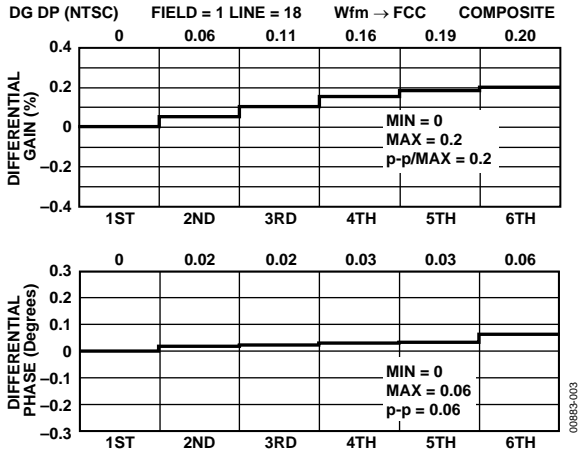 DG DP (NTSC) FIELD = 1 LINE = 18 Wfm → FCC COMPOSITE
0 0.06 0.11 0.16 0.19 0.20
DIFFERENTIAL
GAIN (%)
0.4
0.2
0
–0.2
–0.4
MIN = 0
MAX = 0.2
p-p/MAX = 0.2
1ST 2ND 3RD 4TH 5TH 6TH
0 0.02 0.02 0.03 0.03 0.06
DIFFERENTIAL
PHASE (Degrees)
0.3
0.2
0.1
0
–0.1
–0.2
–0.3
MIN = 0
MAX = 0.06
p-p = 0.06
1ST 2ND 3RD 4TH 5TH 6TH
00883-003